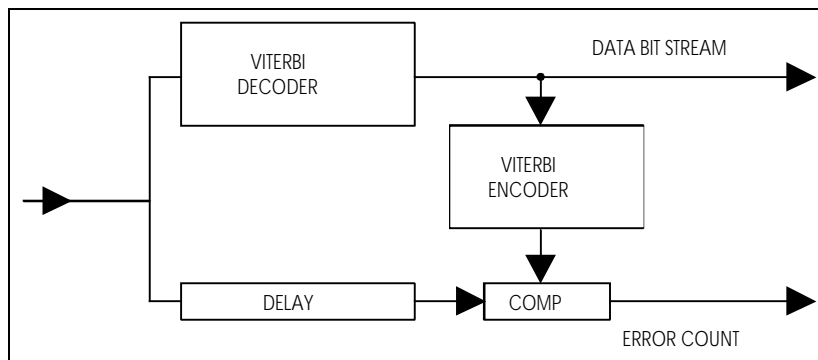 VITERBI
DECODER
DATA BIT STREAM
VITERBI
ENCODER
DELAY
COMP
ERROR COUNT